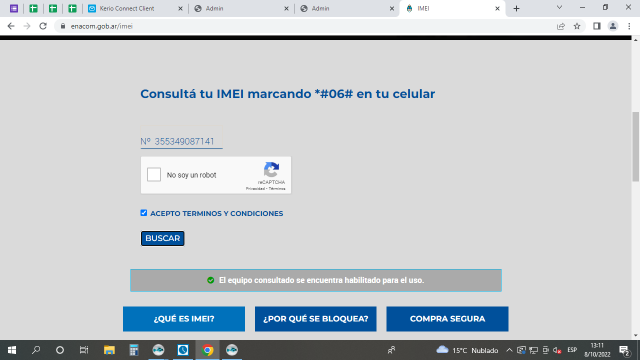 Kerio Connect Client
Admin
Admin
IMEI
enacom.gob.ar/imei
Consultá tu IMEI marcando *#06# en tu celular
Nº 355349087141
No soy un robot
reCAPTCHA
Privacidad - Términos
ACEPTO TERMINOS Y CONDICIONES
BUSCAR
El equipo consultado se encuentra habilitado para el uso.
¿QUÉ ES IMEI?
¿POR QUÉ SE BLOQUEA?
COMPRA SEGURA
15°C Nublado
ESP
13:11
8/10/2022